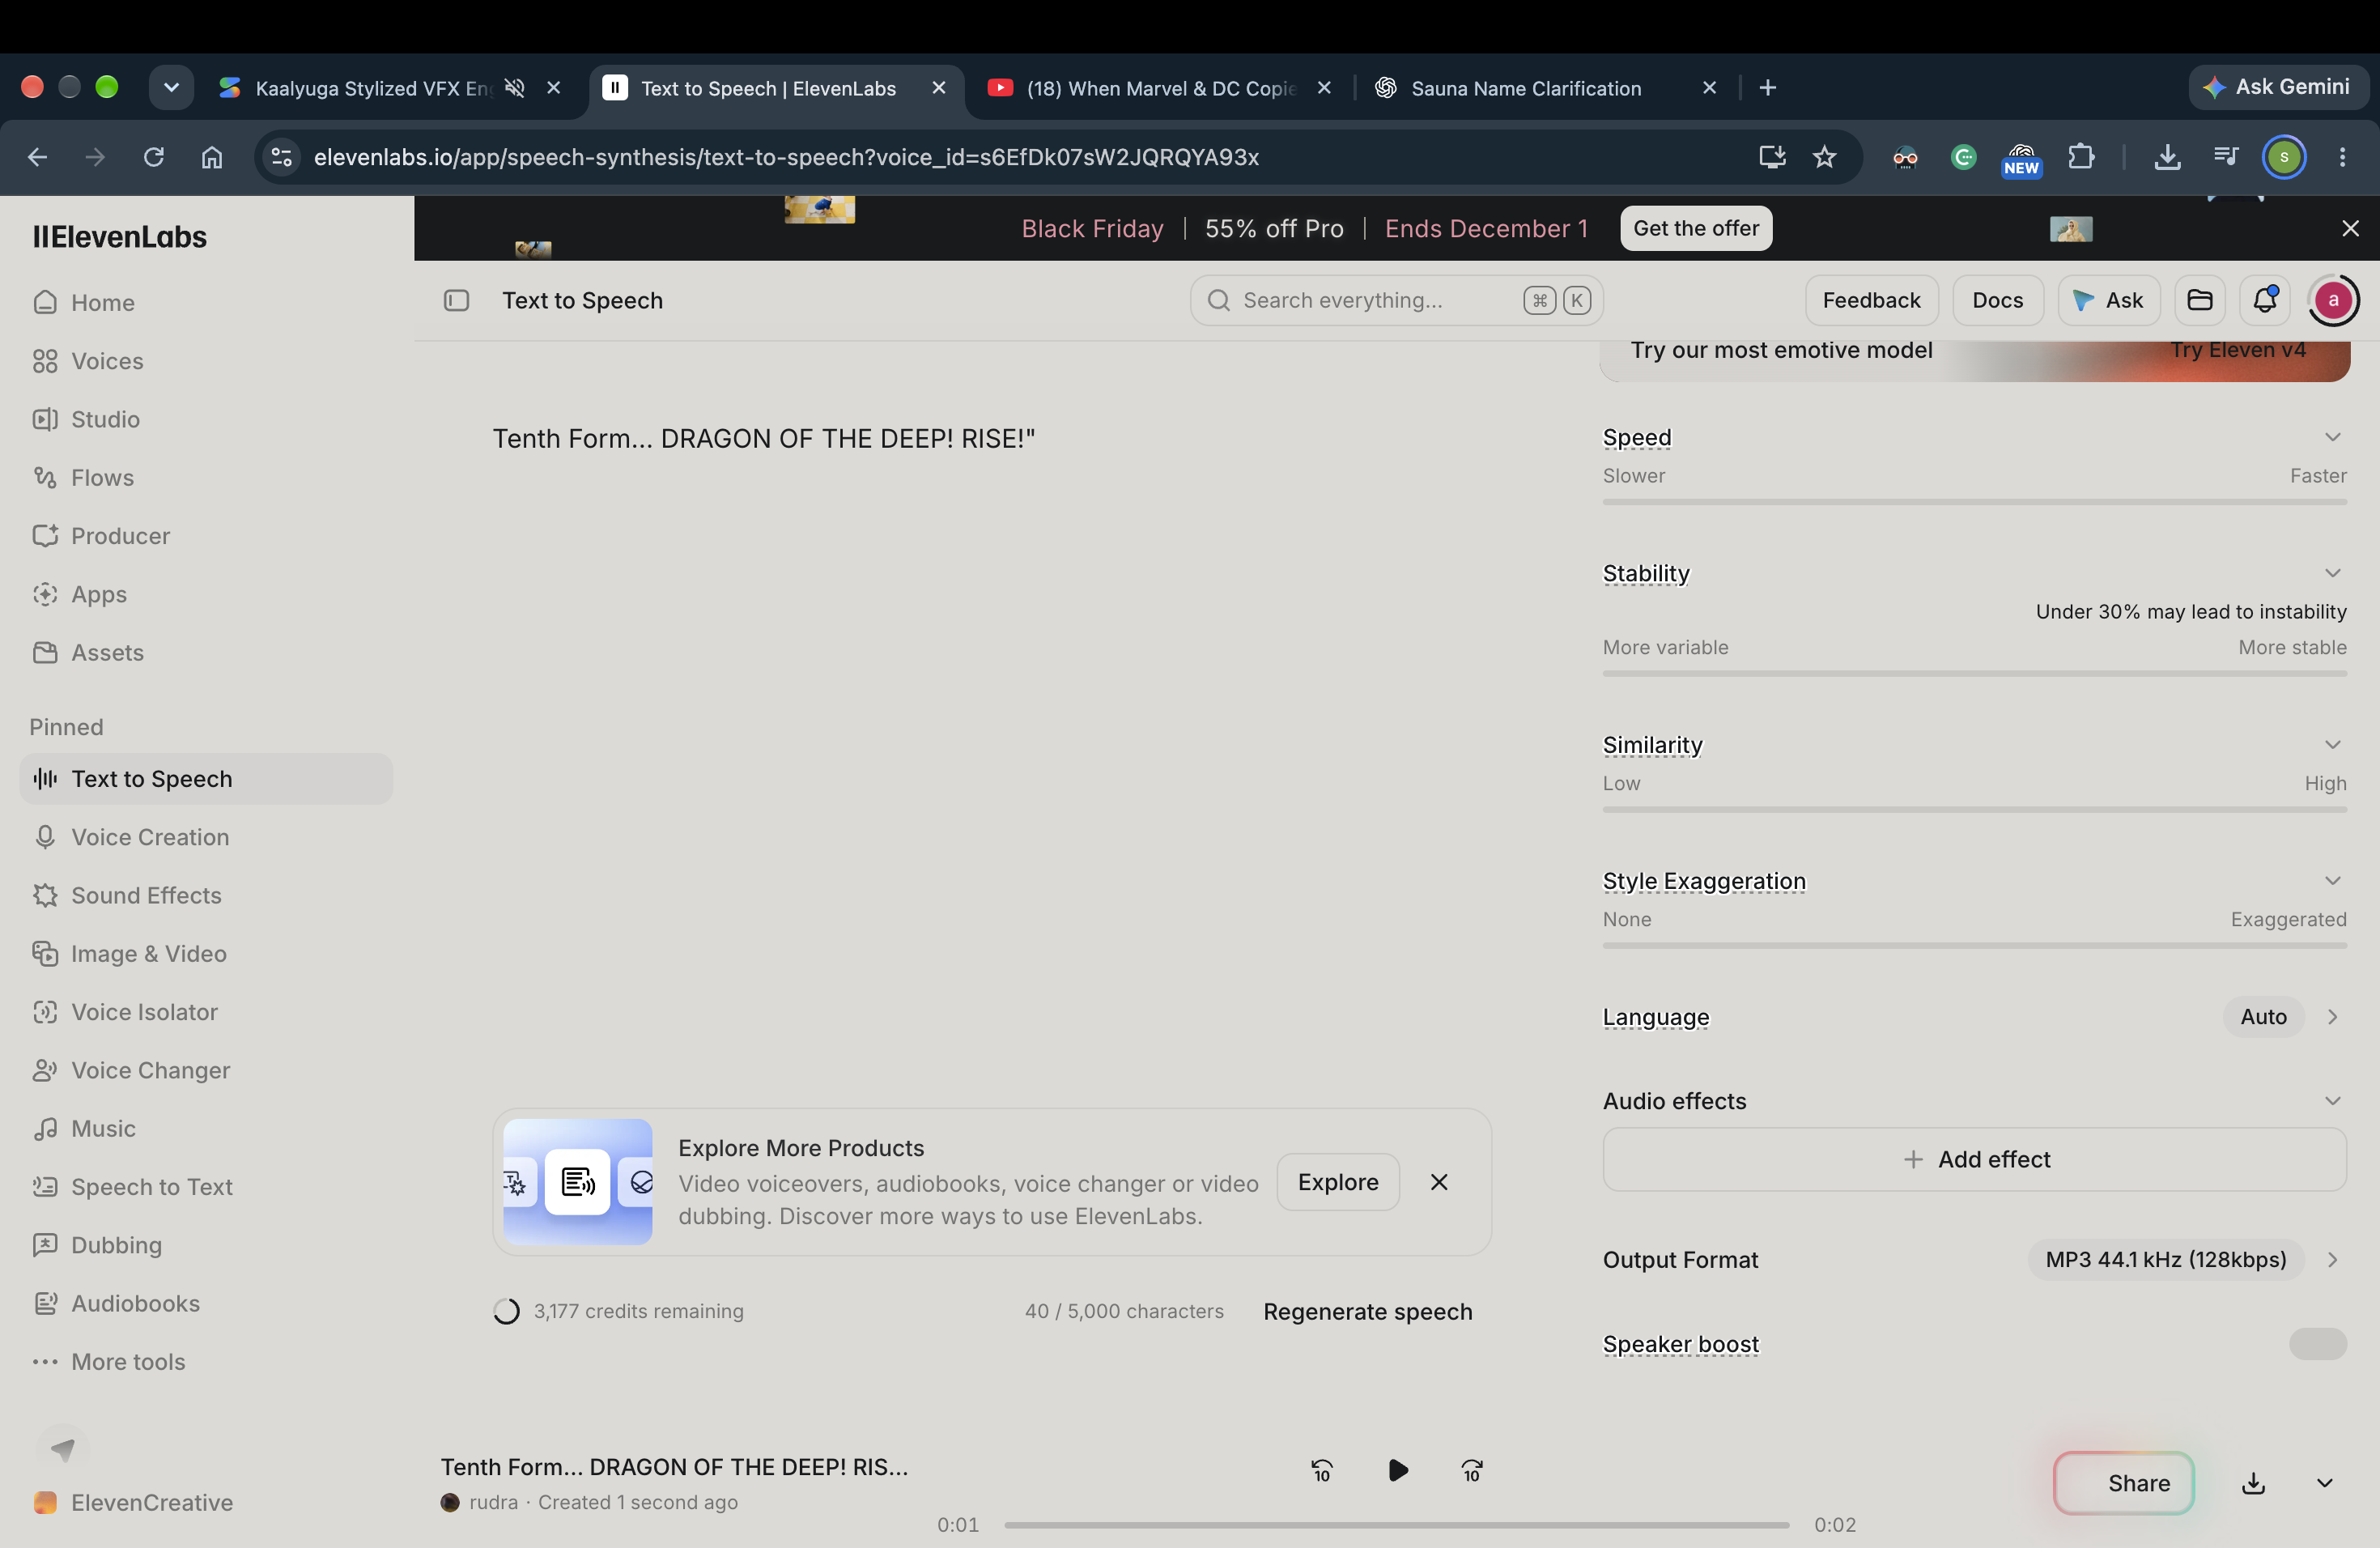 Kaalyuga Stylized VFX En
Text to Speech | ElevenLabs
(18) When Marvel & DC Copie
Sauna Name Clarification
Ask Gemini
elevenlabs.io/app/speech-synthesis/text-to-speech?voice_id=s6EfDk07sW2JQRQYA93x
NEW
s
IIElevenLabs
Black Friday | 55% off Pro | Ends December 1
Get the offer
Text to Speech
Search everything...
⌘ K
Feedback
Docs
Ask
a
Home
Voices
Studio
Flows
Producer
Apps
Assets
Pinned
Text to Speech
Voice Creation
Sound Effects
Image & Video
Voice Isolator
Voice Changer
Music
Speech to Text
Dubbing
Audiobooks
More tools
ElevenCreative
Tenth Form... DRAGON OF THE DEEP! RISE!"
Explore More Products
Video voiceovers, audiobooks, voice changer or video
dubbing. Discover more ways to use ElevenLabs.
Explore
3,177 credits remaining
40 / 5,000 characters
Regenerate speech
Try our most emotive model
Try Eleven v4
Speed
Slower
Faster
Stability
Under 30% may lead to instability
More variable
More stable
Similarity
Low
High
Style Exaggeration
None
Exaggerated
Language
Auto
Audio effects
Add effect
Output Format
MP3 44.1 kHz (128kbps)
Speaker boost
Tenth Form... DRAGON OF THE DEEP! RIS...
rudra · Created 1 second ago
10
10
0:01
0:02
Share